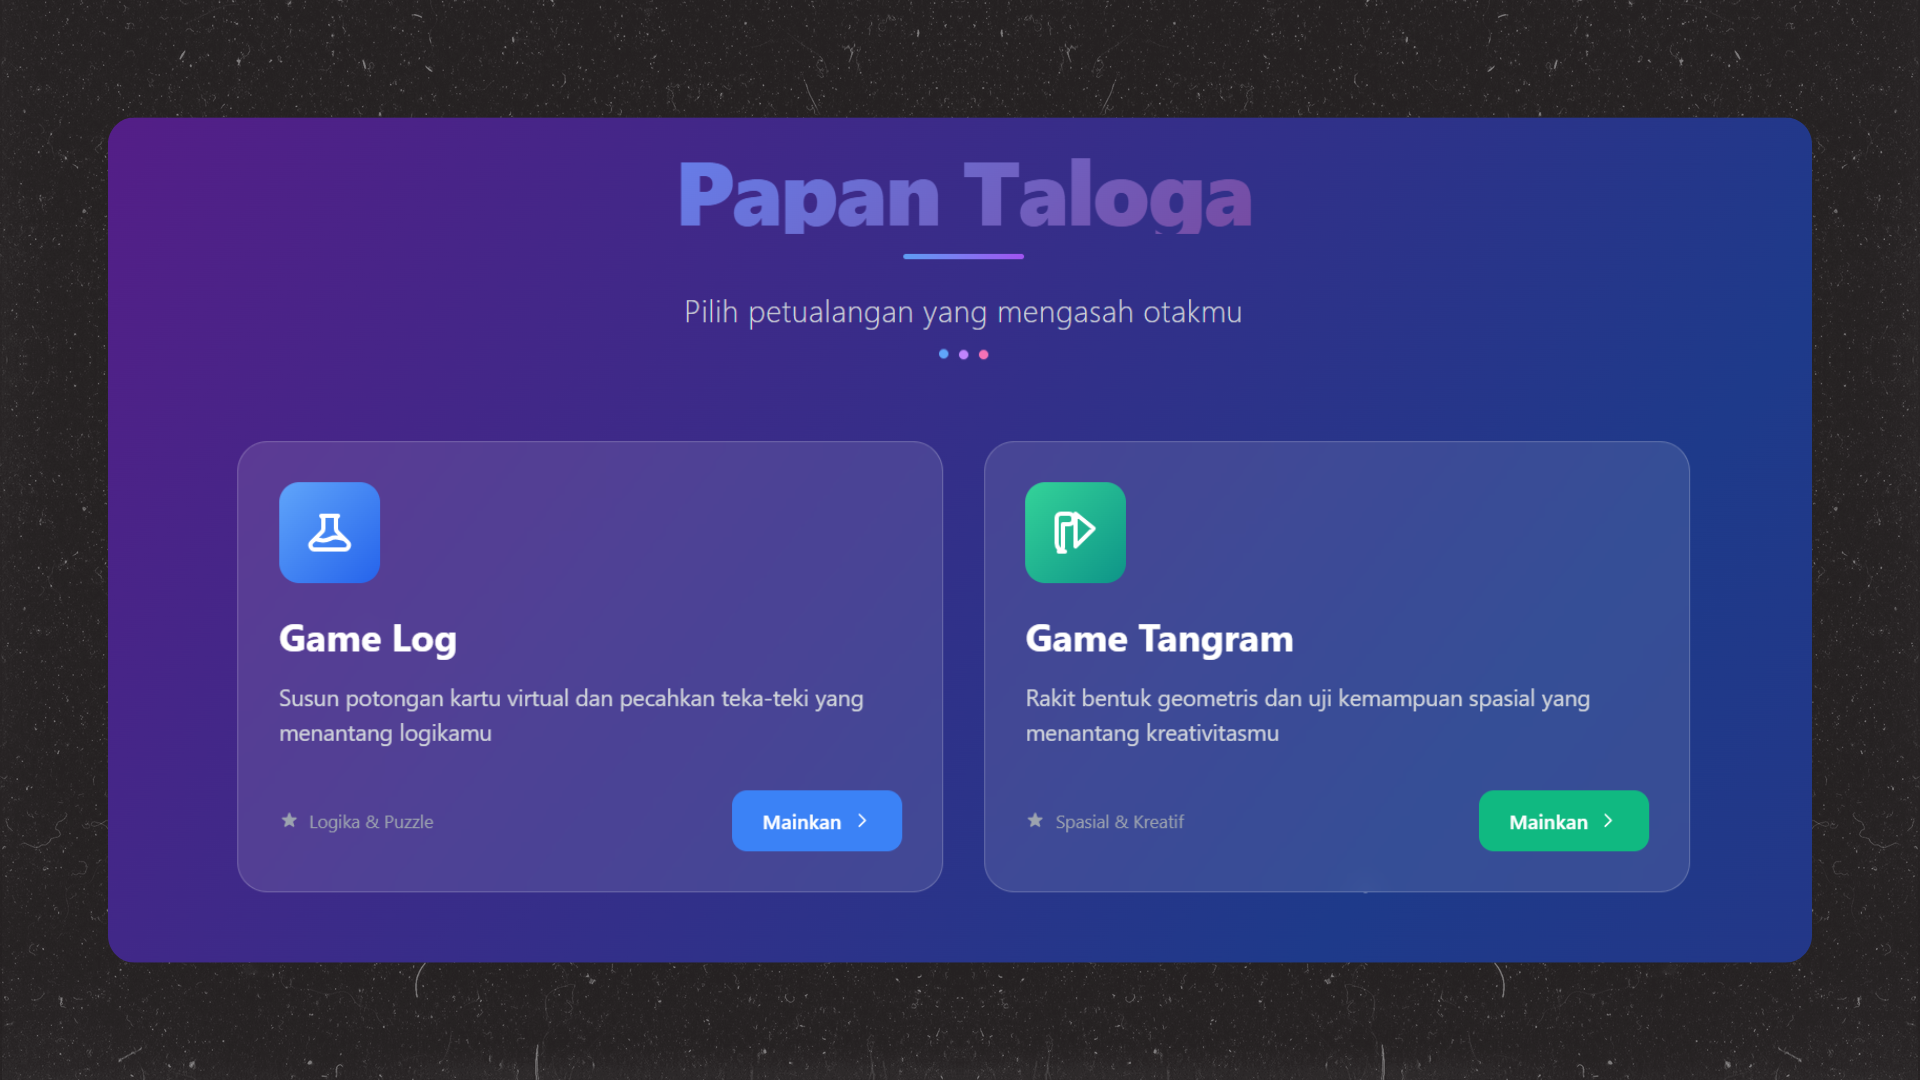 Papan Taloga
Pilih petualangan yang mengasah otakmu
Game Log
Susun potongan kartu virtual dan pecahkan teka-teki yang
menantang logikamu
Logika & Puzzle
Mainkan
Game Tangram
Rakit bentuk geometris dan uji kemampuan spasial yang
menantang kreativitasmu
Spasial & Kreatif
Mainkan